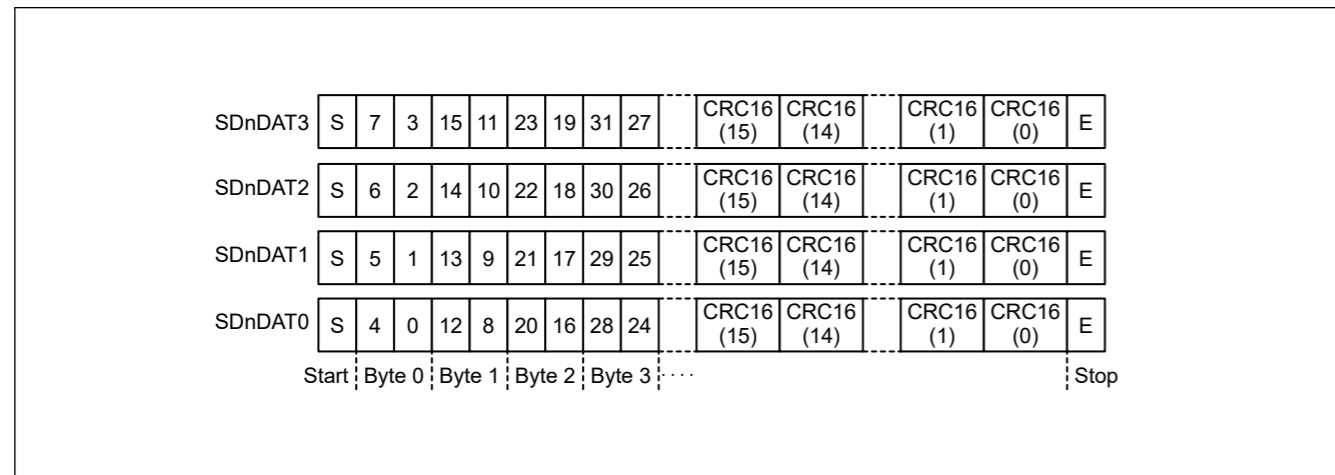 SDnDAT3 S 7 3 15 11 23 19 31 27 CRC16 (15) CRC16 (14) CRC16 (1) CRC16 (0) E
SDnDAT2 S 6 2 14 10 22 18 30 26 CRC16 (15) CRC16 (14) CRC16 (1) CRC16 (0) E
SDnDAT1 S 5 1 13 9 21 17 29 25 CRC16 (15) CRC16 (14) CRC16 (1) CRC16 (0) E
SDnDAT0 S 4 0 12 8 20 16 28 24 CRC16 (15) CRC16 (14) CRC16 (1) CRC16 (0) E
Start Byte 0 Byte 1 Byte 2 Byte 3 ···· Stop